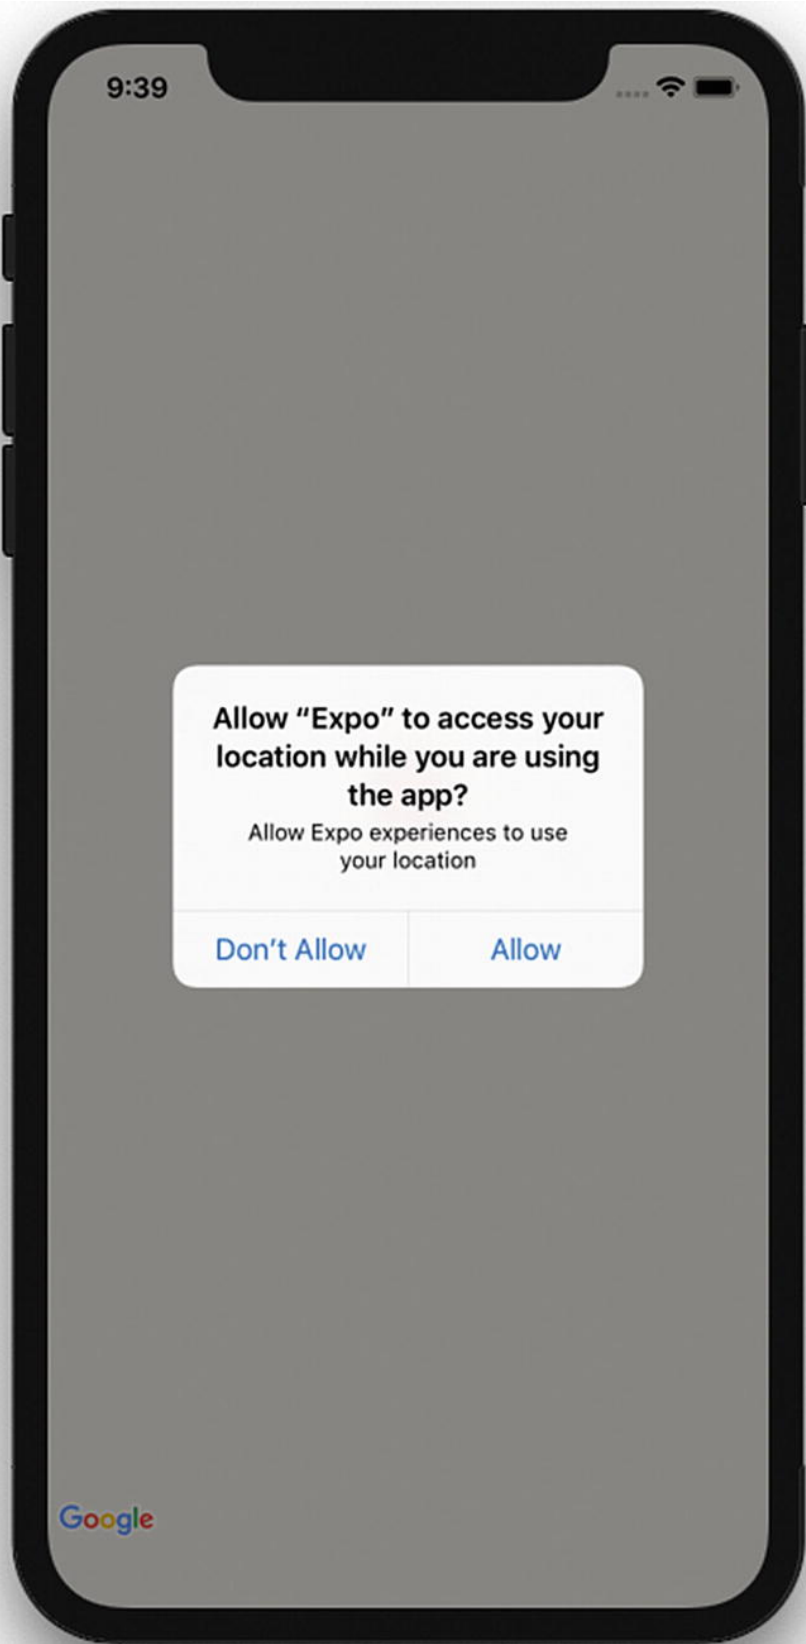 9:39
Allow “Expo” to access your
location while you are using
the app?
Allow Expo experiences to use
your location
Don’t Allow
Allow
Google